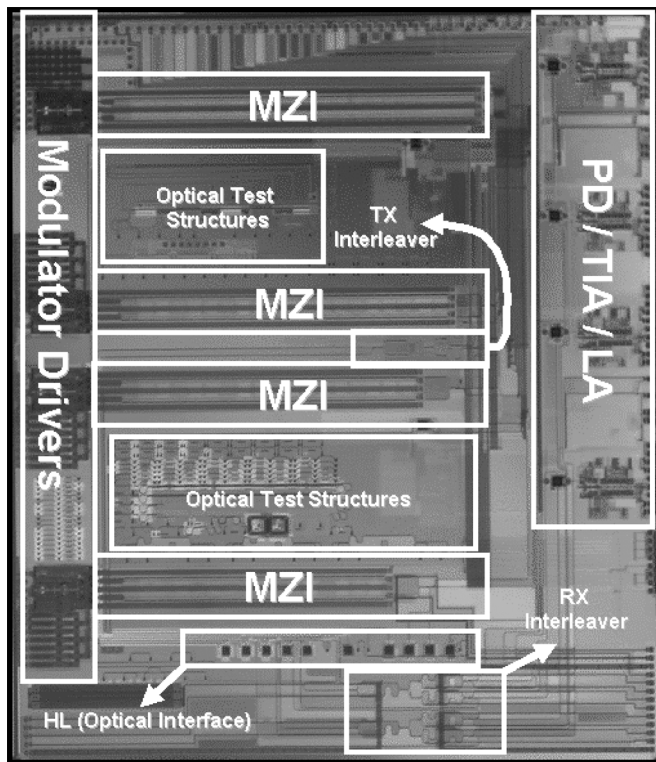 MZI
Modulator Drivers
Optical Test
Structures
TX
Interleaver
PD / TIA / LA
MZI
MZI
Optical Test Structures
MZI
RX
Interleaver
HL (Optical Interface)